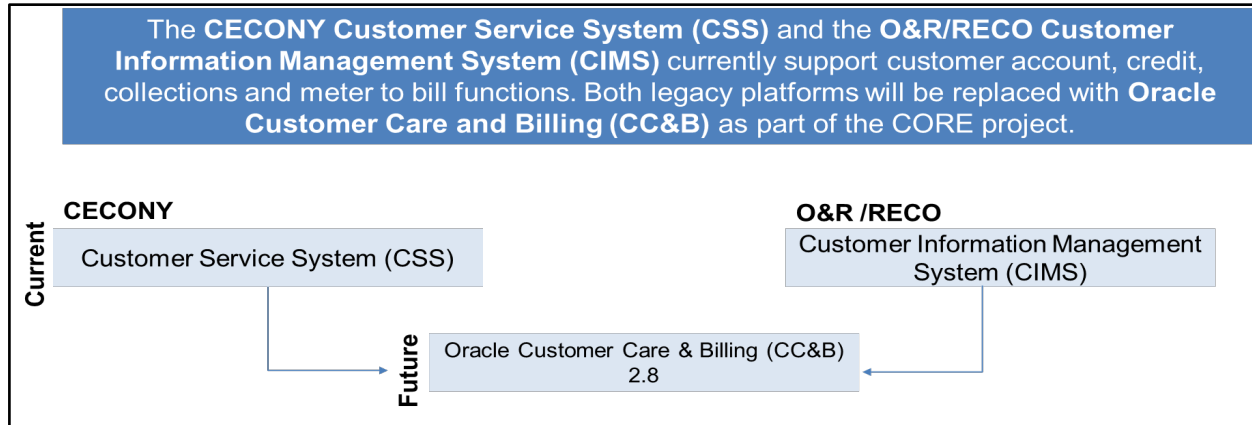 The CECONY Customer Service System (CSS) and the O&R/RECO Customer
Information Management System (CIMS) currently support customer account, credit,
collections and meter to bill functions. Both legacy platforms will be replaced with Oracle
Customer Care and Billing (CC&B) as part of the CORE project.
Current
CECONY
Customer Service System (CSS)
O&R /RECO
Customer Information Management
System (CIMS)
Future
Oracle Customer Care & Billing (CC&B)
2.8